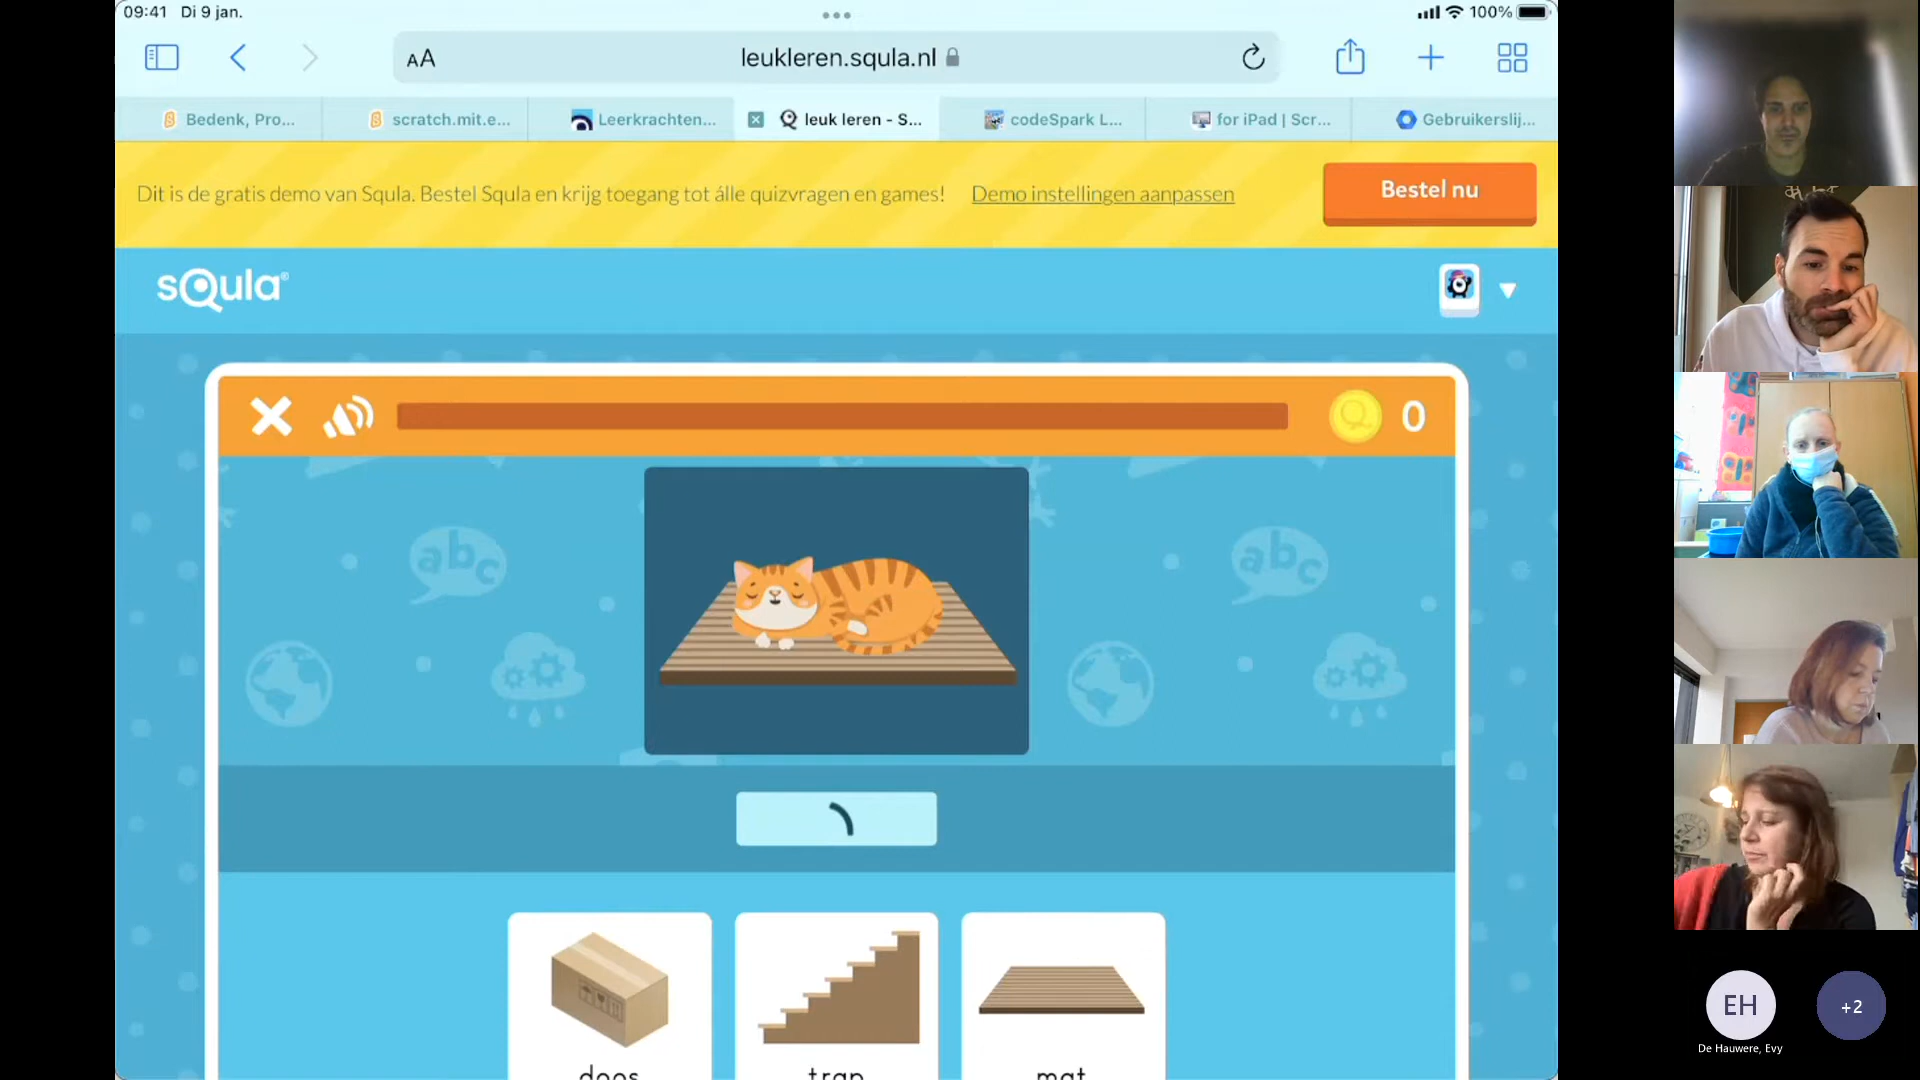 09:41 Di 9 jan.
100%
AA
leukleren.squla.nl
Bedenk, Pro...
scratch.mit.e...
Leerkrachten...
leuk leren - S...
codeSpark L...
for iPad | Scr...
Gebruikerslij...
Dit is de gratis demo van Squla. Bestel Squla en krijg toegang tot álle quizvragen en games!
Demo instellingen aanpassen
Bestel nu
sQula®
0
abc
abc
doos
trap
mat
EH
+2
De Hauwere, Evy